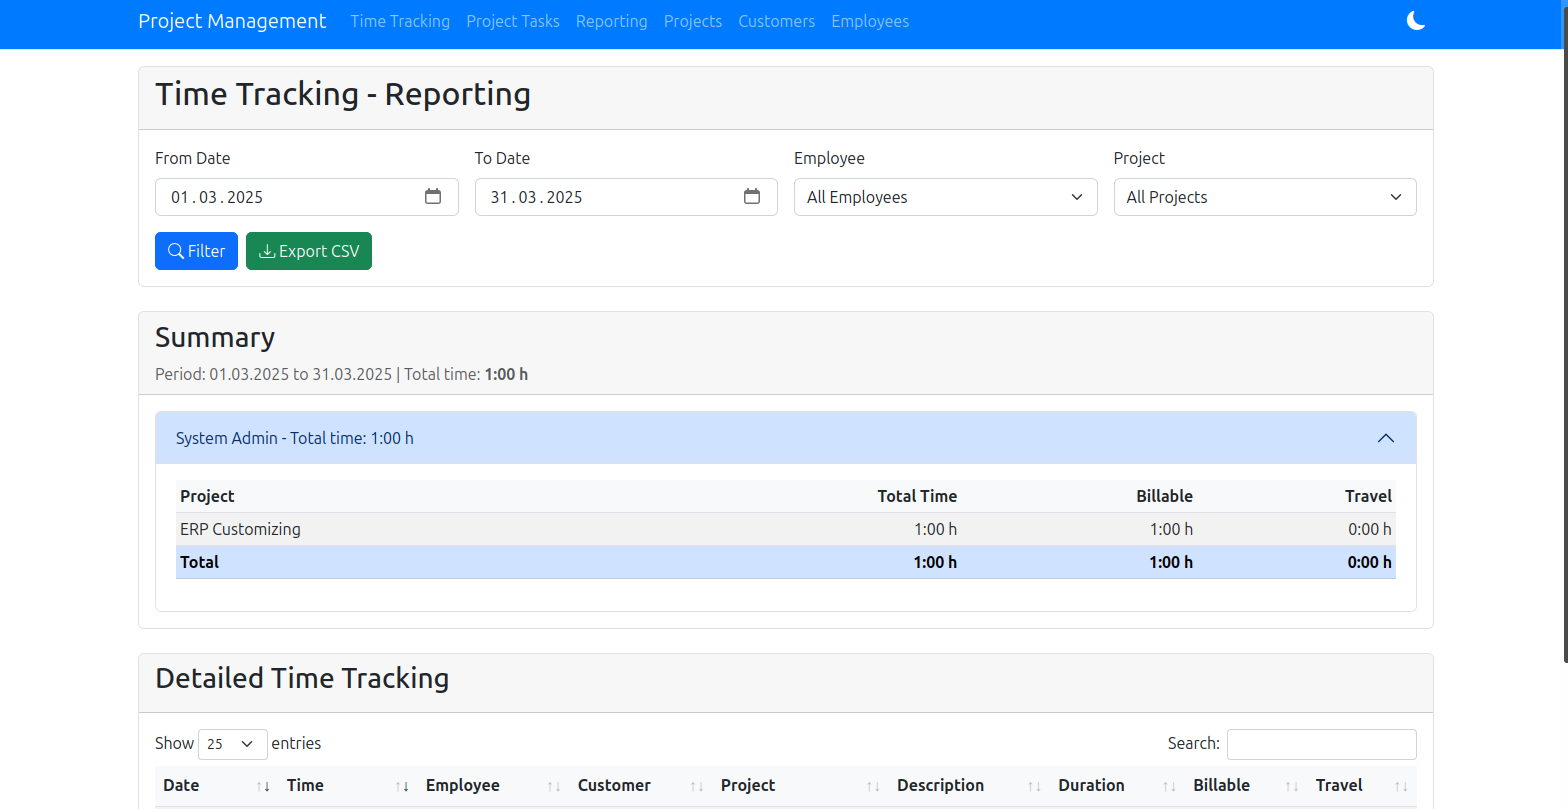 Project Management Time Tracking Project Tasks Reporting Projects Customers Employees
Time Tracking - Reporting
From Date To Date Employee Project
01.03.2025 31.03.2025 All Employees All Projects
Filter Export CSV
Summary
Period: 01.03.2025 to 31.03.2025 | Total time: 1:00 h
System Admin - Total time: 1:00 h
Project Total Time Billable Travel
ERP Customizing 1:00 h 1:00 h 0:00 h
Total 1:00 h 1:00 h 0:00 h
Detailed Time Tracking
Show 25 entries Search:
Date Time Employee Customer Project Description Duration Billable Travel